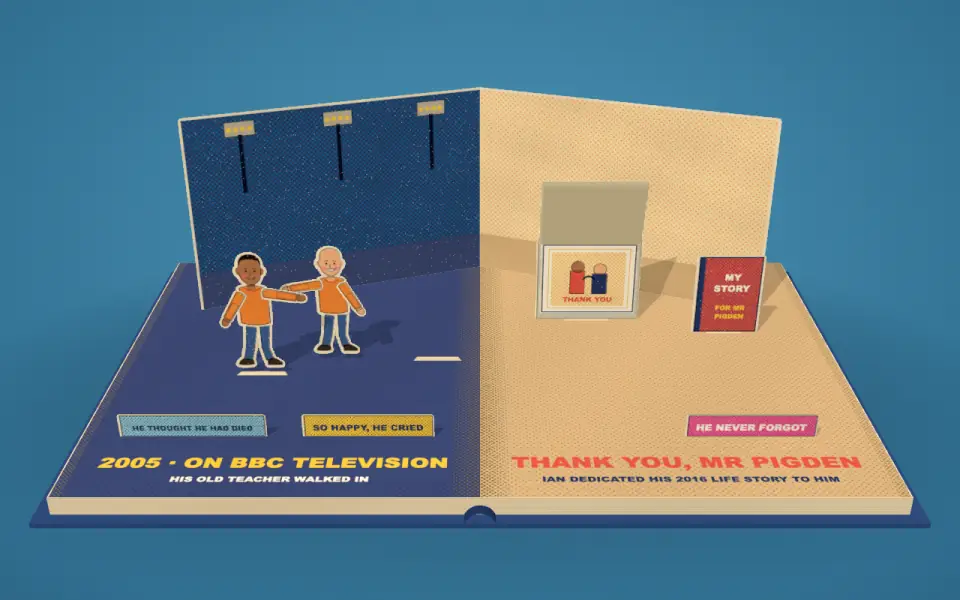 HE THOUGHT HE HAD DIED
SO HAPPY, HE CRIED
2005 · ON BBC TELEVISION
HIS OLD TEACHER WALKED IN
THANK YOU
MY
STORY
FOR MR
PIGDEN
HE NEVER FORGOT
THANK YOU, MR PIGDEN
IAN DEDICATED HIS 2016 LIFE STORY TO HIM